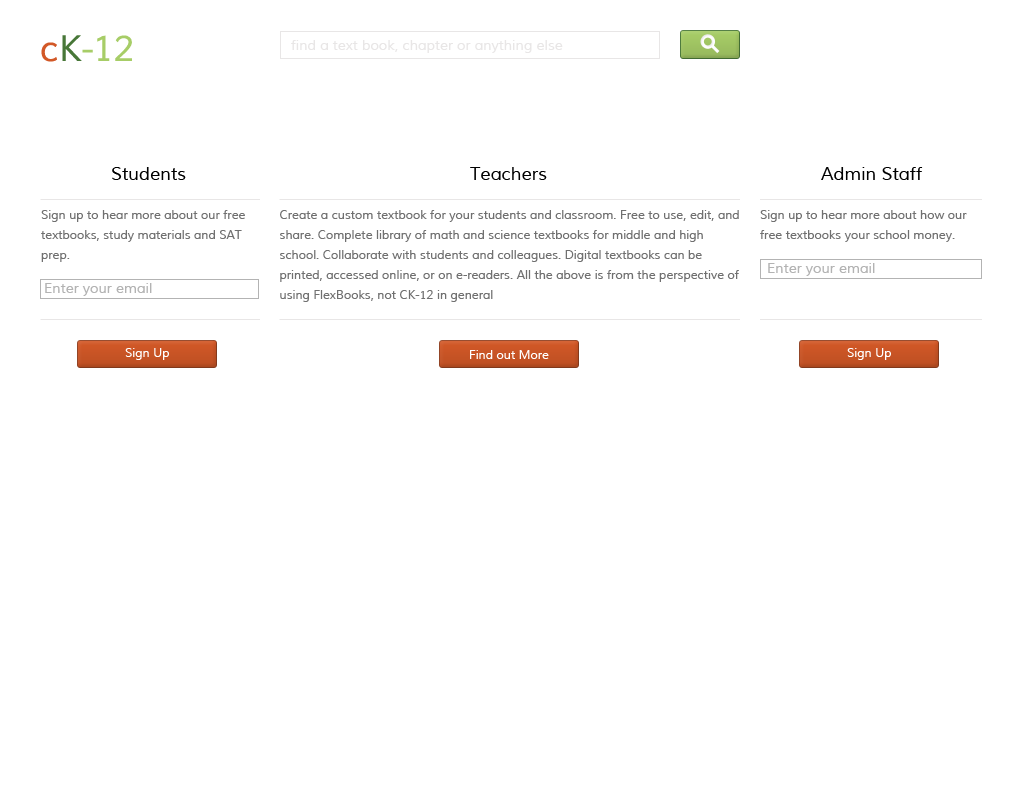 cK-12
find a text book, chapter or anything else
Students
Sign up to hear more about our free
textbooks, study materials and SAT
prep.
Enter your email
Sign Up
Teachers
Create a custom textbook for your students and classroom. Free to use, edit, and
share. Complete library of math and science textbooks for middle and high
school. Collaborate with students and colleagues. Digital textbooks can be
printed, accessed online, or on e-readers. All the above is from the perspective of
using FlexBooks, not CK-12 in general
Find out More
Admin Staff
Sign up to hear more about how our
free textbooks your school money.
Enter your email
Sign Up